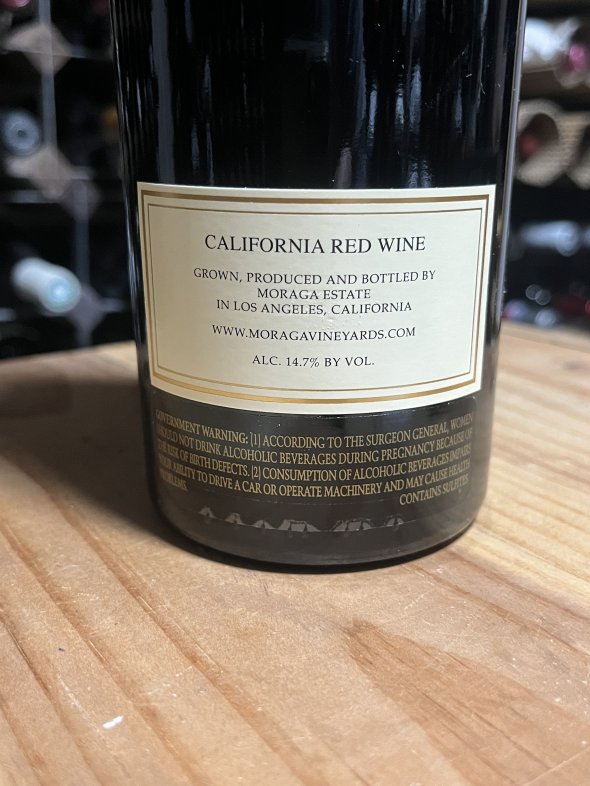 CALIFORNIA RED WINE
GROWN, PRODUCED AND BOTTLED BY
MORAGA ESTATE
IN LOS ANGELES, CALIFORNIA
WWW.MORAGAVINEYARDS.COM
ALC. 14.7% BY VOL.
GOVERNMENT WARNING: [1] ACCORDING TO THE SURGEON GENERAL, WOMEN
SHOULD NOT DRINK ALCOHOLIC BEVERAGES DURING PREGNANCY BECAUSE OF
THE RISK OF BIRTH DEFECTS. [2] CONSUMPTION OF ALCOHOLIC BEVERAGES IMPAIRS
YOUR ABILITY TO DRIVE A CAR OR OPERATE MACHINERY AND MAY CAUSE HEALTH
PROBLEMS. CONTAINS SULFITES.